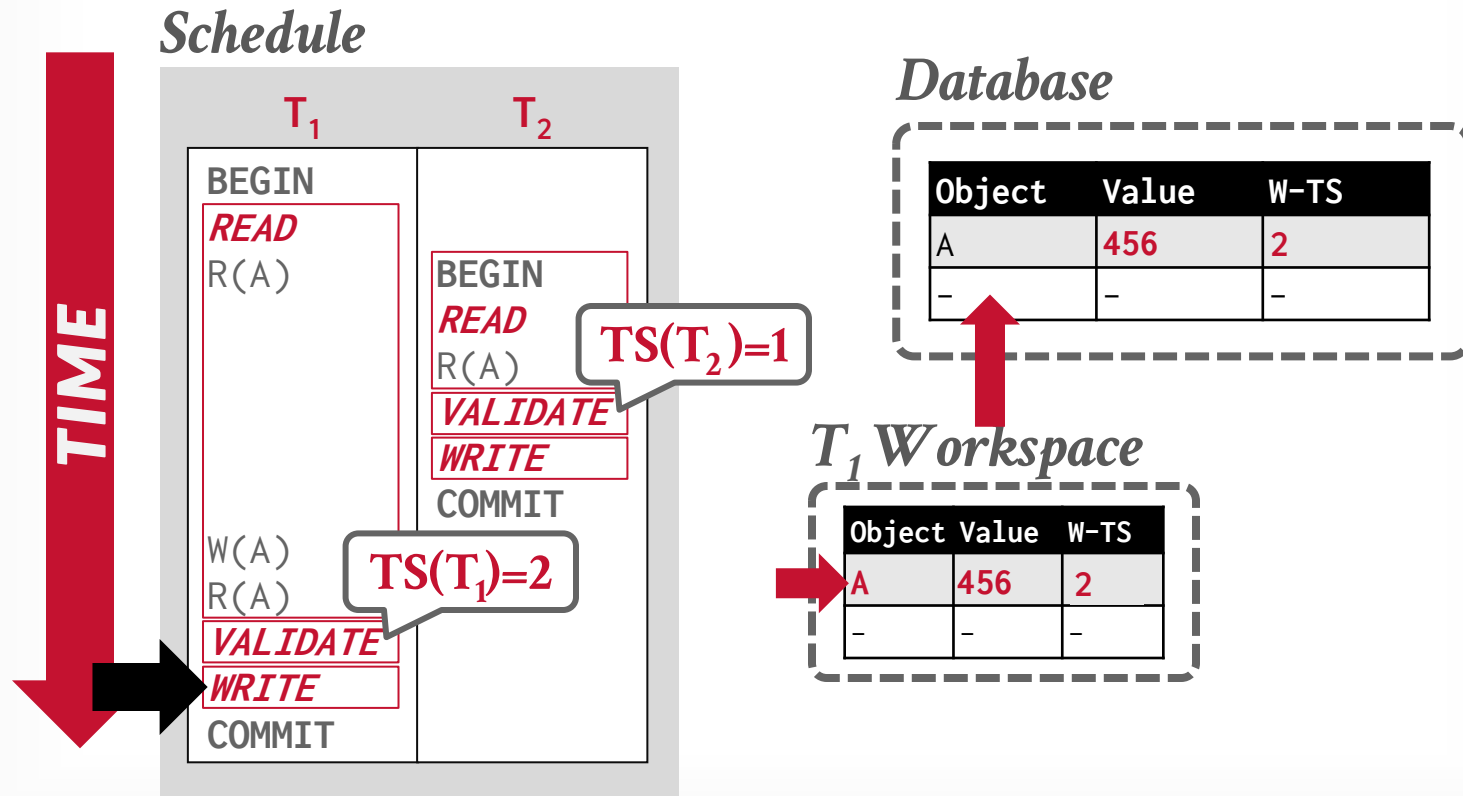 Schedule
TIME
T1 T2
BEGIN
READ
R(A) BEGIN
READ
R(A)
TS(T2)=1
VALIDATE
WRITE
COMMIT
W(A)
R(A)
TS(T1)=2
VALIDATE
WRITE
COMMIT
Database
Object Value W-TS
A 456 2
- - -
T1 Workspace
Object Value W-TS
A 456 2
- - -